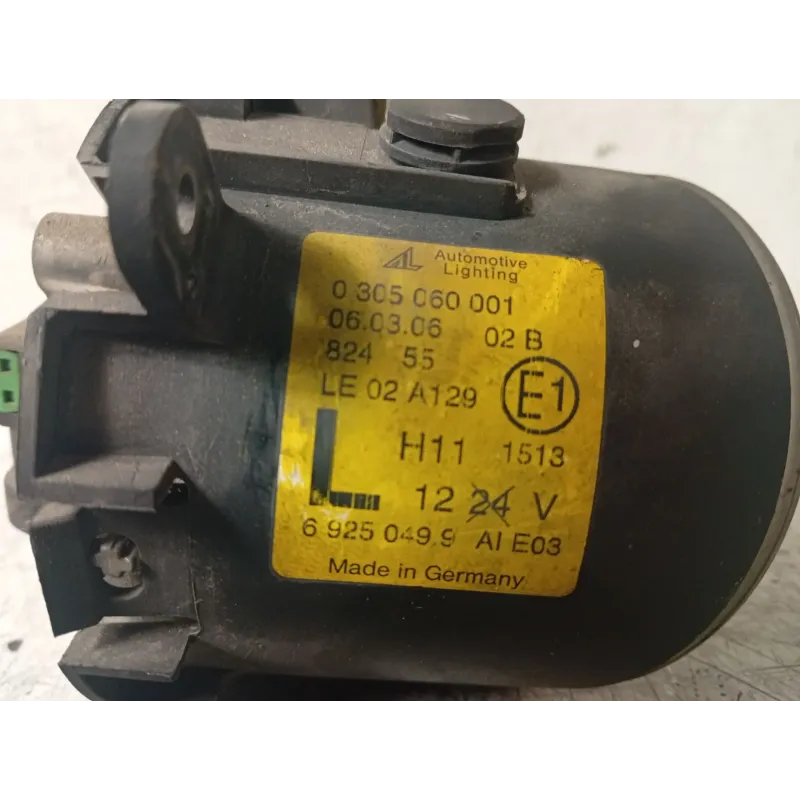 AL Automotive
Lighting
0 305 060 001
06.03.06 02 B
824 55
LE 02 A129 E1
L H11 1513
12 24 V
6 925 049.9 AI E03
Made in Germany